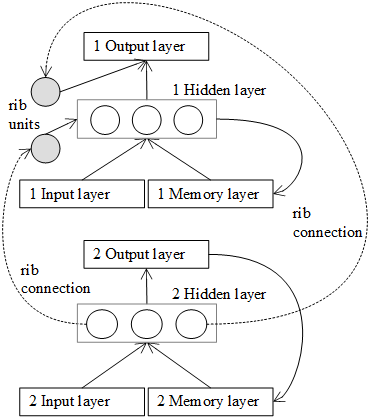 1 Output layer
1 Hidden layer
rib
units
1 Input layer
1 Memory layer
rib
connection
2 Output layer
rib
connection
2 Hidden layer
2 Input layer
2 Memory layer